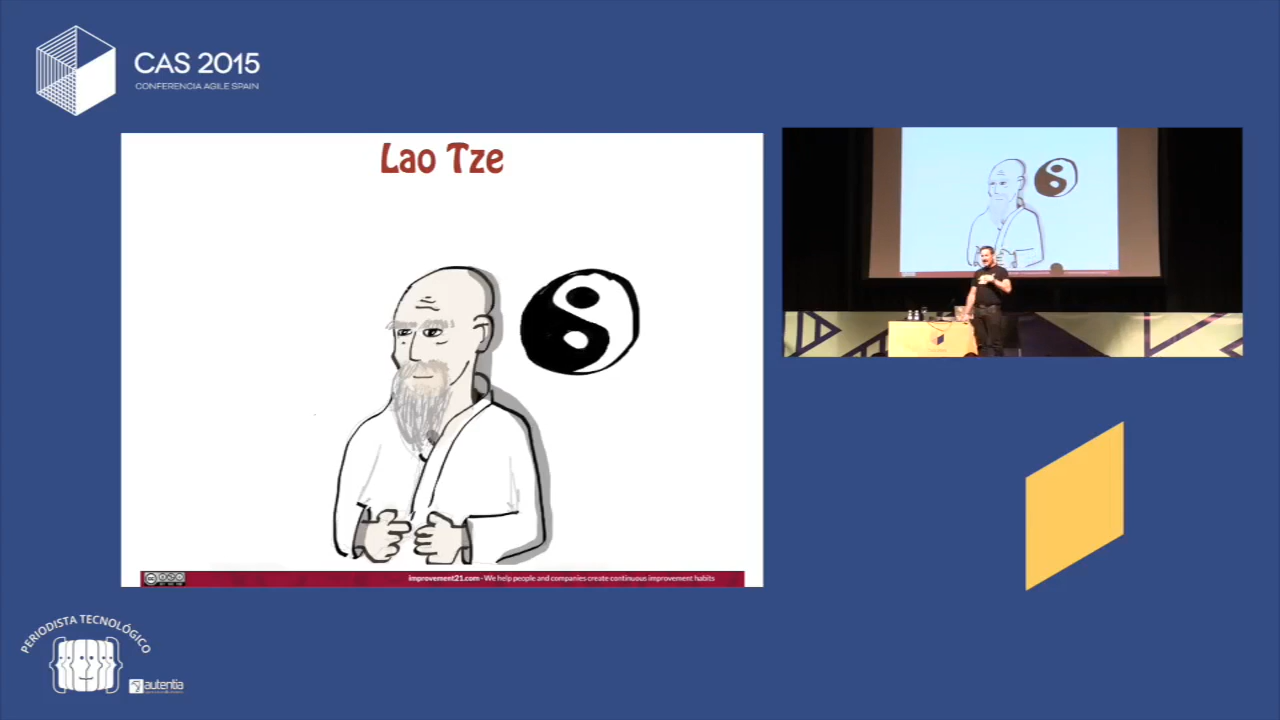 CAS 2015
CONFERENCIA AGILE SPAIN
Lao Tze
improvement21.com - We help people and companies create continuous improvement habits
PERIODISTA TECNOLÓGICO
autentia